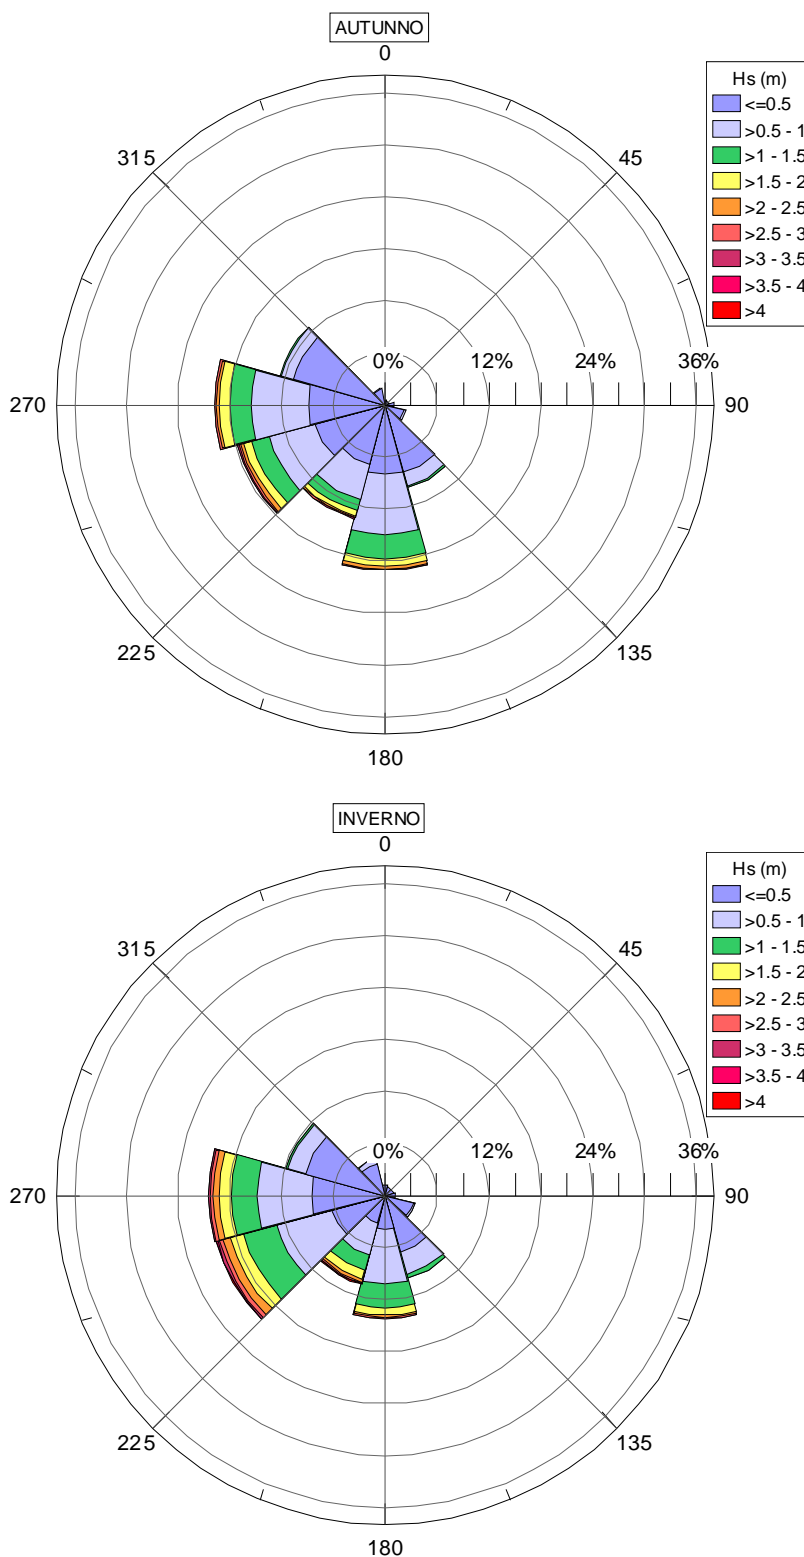 AUTUNNO
0
Hs (m)
<=0.5
>0.5 - 1
>1 - 1.5
>1.5 - 2
>2 - 2.5
>2.5 - 3
>3 - 3.5
>3.5 - 4
>4
315
45
0% 12% 24% 36%
270
90
225
135
180
INVERNO
0
Hs (m)
<=0.5
>0.5 - 1
>1 - 1.5
>1.5 - 2
>2 - 2.5
>2.5 - 3
>3 - 3.5
>3.5 - 4
>4
315
45
0% 12% 24% 36%
270
90
225
135
180